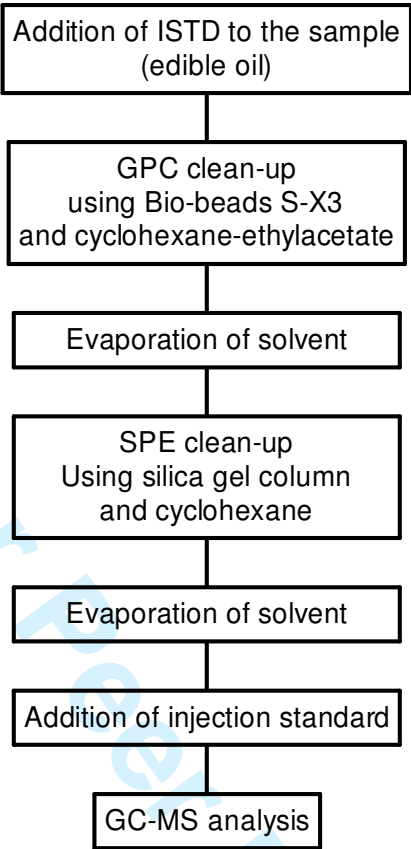 Addition of ISTD to the sample
(edible oil)
GPC clean-up
using Bio-beads S-X3
and cyclohexane-ethylacetate
Evaporation of solvent
SPE clean-up
Using silica gel column
and cyclohexane
Evaporation of solvent
Addition of injection standard
GC-MS analysis
Peer